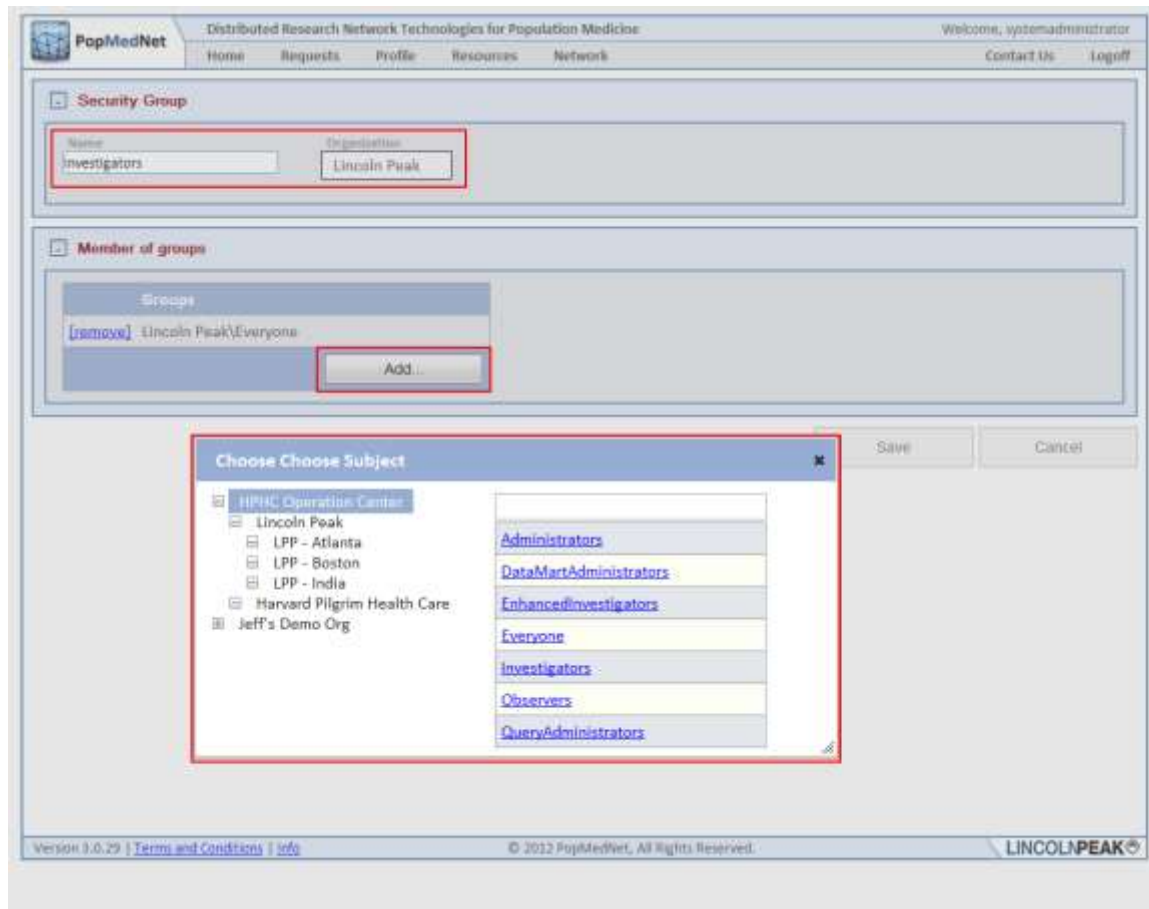 PopMedNet
Distributed Research Network Technologies for Population Medicine
Welcome, systemadministrator
Home Requests Profile Resources Network
Contact Us Logoff
Security Group
Name Organization
Investigators Lincoln Peak
Member of groups
Groups
[remove] Lincoln Peak\Everyone
Add...
Save Cancel
Choose Choose Subject
HPHC Operation Center
Lincoln Peak
LPP - Atlanta
LPP - Boston
LPP - India
Harvard Pilgrim Health Care
Jeff's Demo Org
Administrators
DataMartAdministrators
EnhancedInvestigators
Everyone
Investigators
Observers
QueryAdministrators
Version 3.0.29 | Terms and Conditions | Info
© 2012 PopMedNet, All Rights Reserved.
LINCOLNPEAK